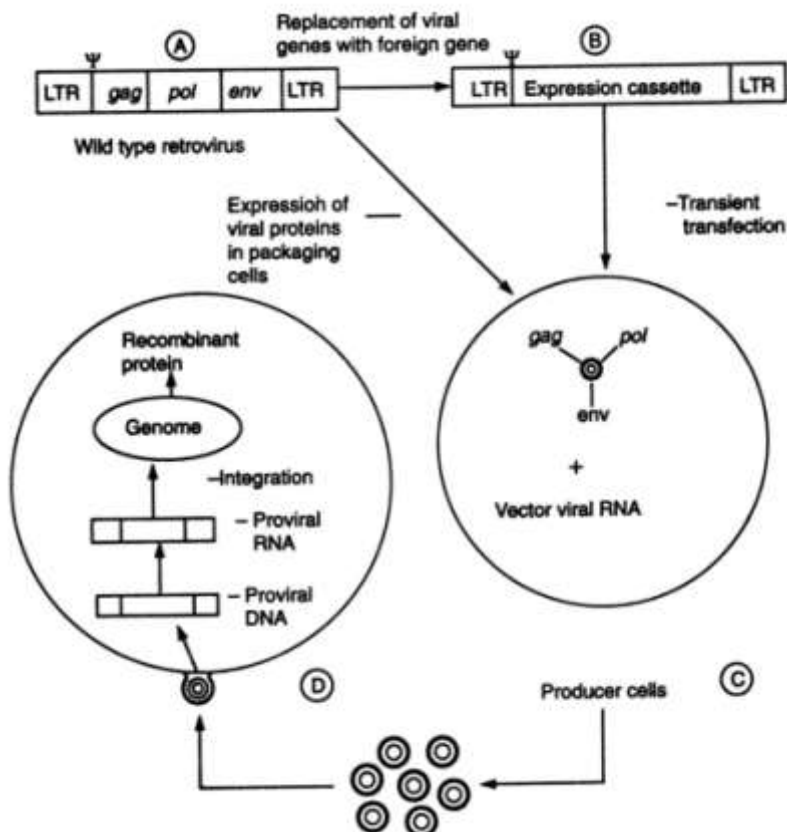 A
Replacement of viral
genes with foreign gene
B
Ψ
LTR gag pol env LTR
Ψ
LTR Expression cassette LTR
Wild type retrovirus
Expressioh of
viral proteins
in packaging
cells
–Transient
transfection
gag pol
env
+
Vector viral RNA
Recombinant
protein
Genome
–Integration
– Proviral
RNA
– Proviral
DNA
D
Producer cells
C